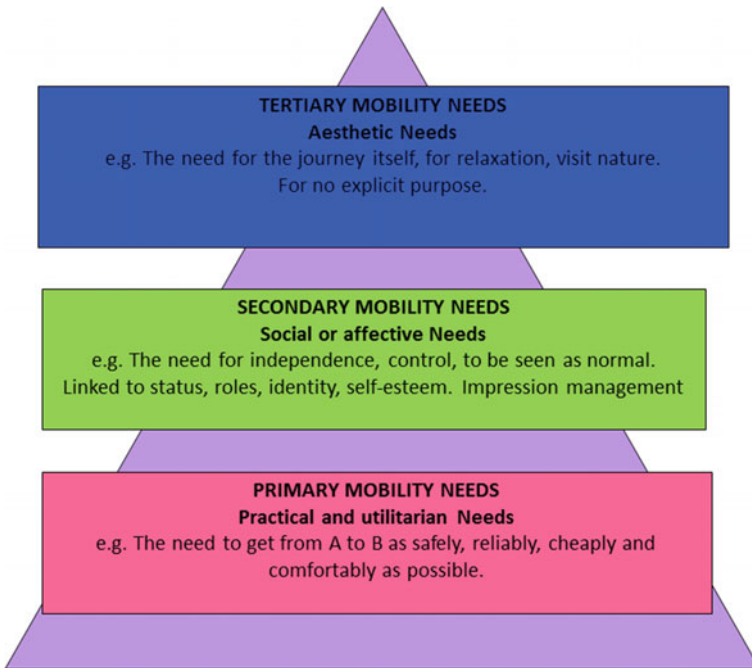 TERTIARY MOBILITY NEEDS
Aesthetic Needs
e.g. The need for the journey itself, for relaxation, visit nature.
For no explicit purpose.
SECONDARY MOBILITY NEEDS
Social or affective Needs
e.g. The need for independence, control, to be seen as normal.
Linked to status, roles, identity, self-esteem. Impression management
PRIMARY MOBILITY NEEDS
Practical and utilitarian Needs
e.g. The need to get from A to B as safely, reliably, cheaply and
comfortably as possible.